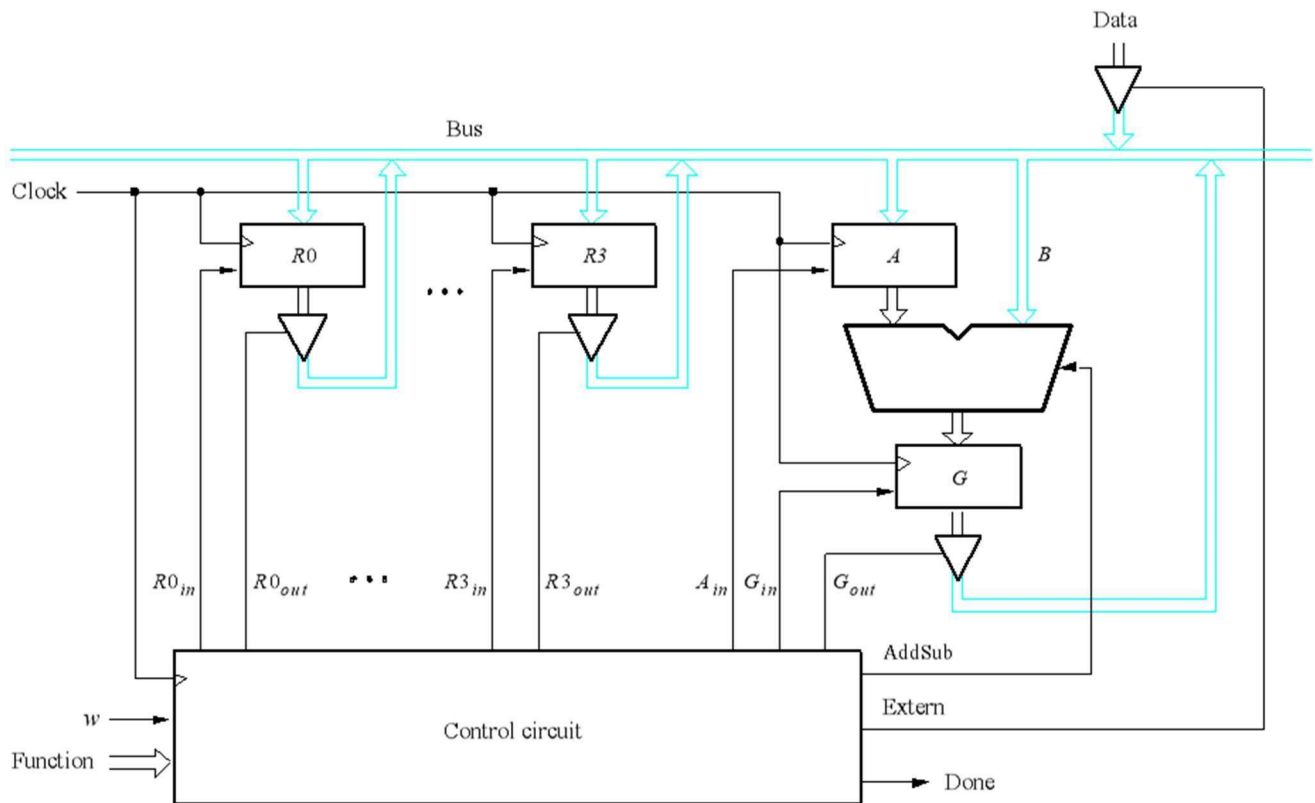 Data
Bus
Clock
R0
R3
A
B
G
R0in
R0out
R3in
R3out
Ain
Gin
Gout
AddSub
Extern
w
Control circuit
Function
Done